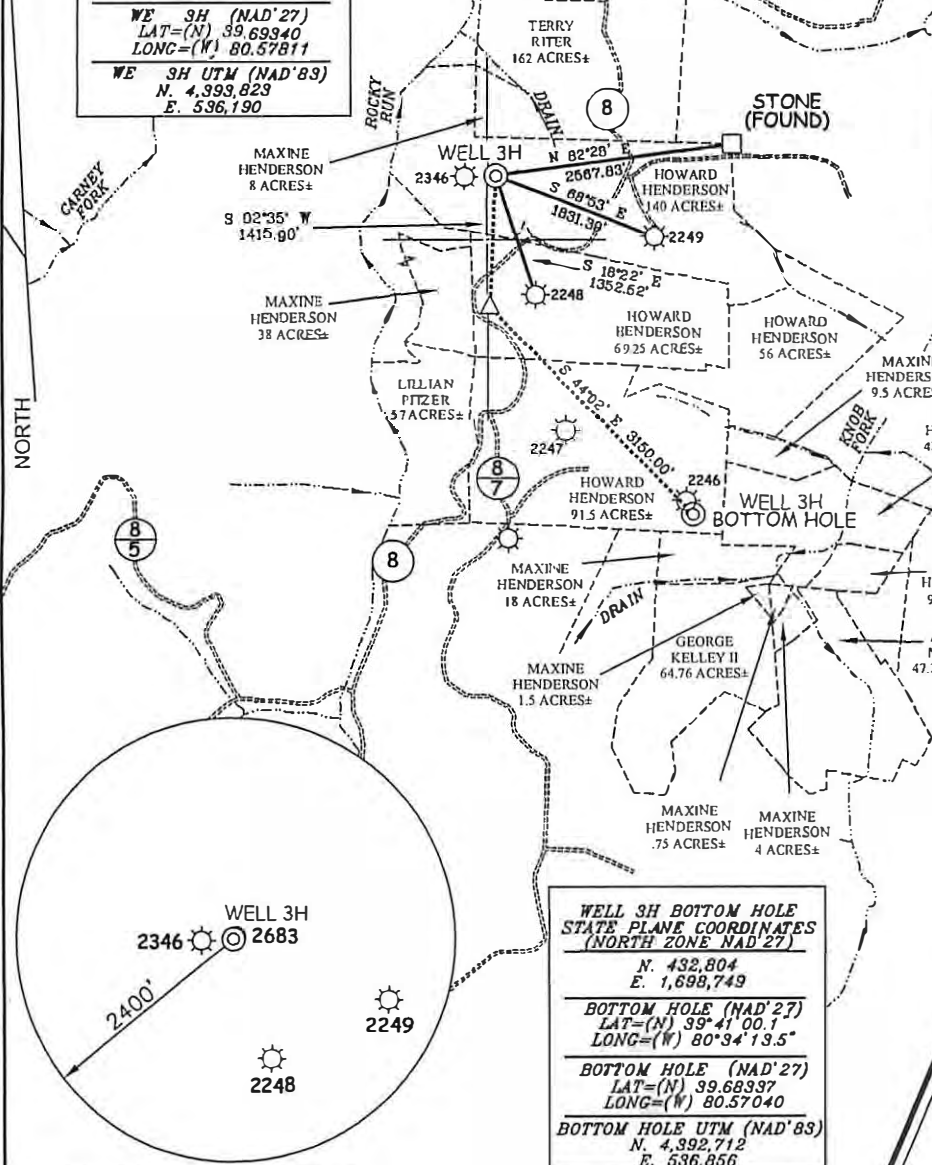 WE 3H (NAD'27)
LAT=(N) 39.69340
LONG=(W) 80.57811
WE 3H UTM (NAD'83)
N. 4,393,823
E. 536,190
TERRY
RITER
162 ACRES±
ROCKY
RUN
DRAIN
8
STONE
(FOUND)
CARNEY
FORK
MAXINE
HENDERSON
8 ACRES±
WELL 3H
2346
N 82°28' E
2567.83'
HOWARD
HENDERSON
140 ACRES±
S 68°53' E
1831.39'
2249
S 02°35' W
1415.90'
S 18°22' E
1352.52'
2248
MAXINE
HENDERSON
38 ACRES±
HOWARD
HENDERSON
69.25 ACRES±
HOWARD
HENDERSON
56 ACRES±
MAXIN
HENDERS
9.5 ACRE
LILLIAN
PITZER
57 ACRES±
S 44°02' E 3150.00'
NORTH
KNOB
FORK
H
2247
8
7
HOWARD
HENDERSON
91.5 ACRES±
2246
WELL 3H
BOTTOM HOLE
8
5
8
MAXINE
HENDERSON
18 ACRES±
DRAIN
H
9
MAXINE
HENDERSON
1.5 ACRES±
GEORGE
KELLEY II
64.76 ACRES±
47.
MAXINE
HENDERSON
.75 ACRES±
MAXINE
HENDERSON
4 ACRES±
WELL 3H
2346
2683
2400'
2249
2248
WELL 3H BOTTOM HOLE
STATE PLANE COORDINATES
(NORTH ZONE NAD'27)
N. 432,804
E. 1,698,749
BOTTOM HOLE (NAD'27)
LAT=(N) 39°41'00.1"
LONG=(W) 80°34'13.5"
BOTTOM HOLE (NAD'27)
LAT=(N) 39.68337
LONG=(W) 80.57040
BOTTOM HOLE UTM (NAD'83)
N. 4,392,712
E. 536,856